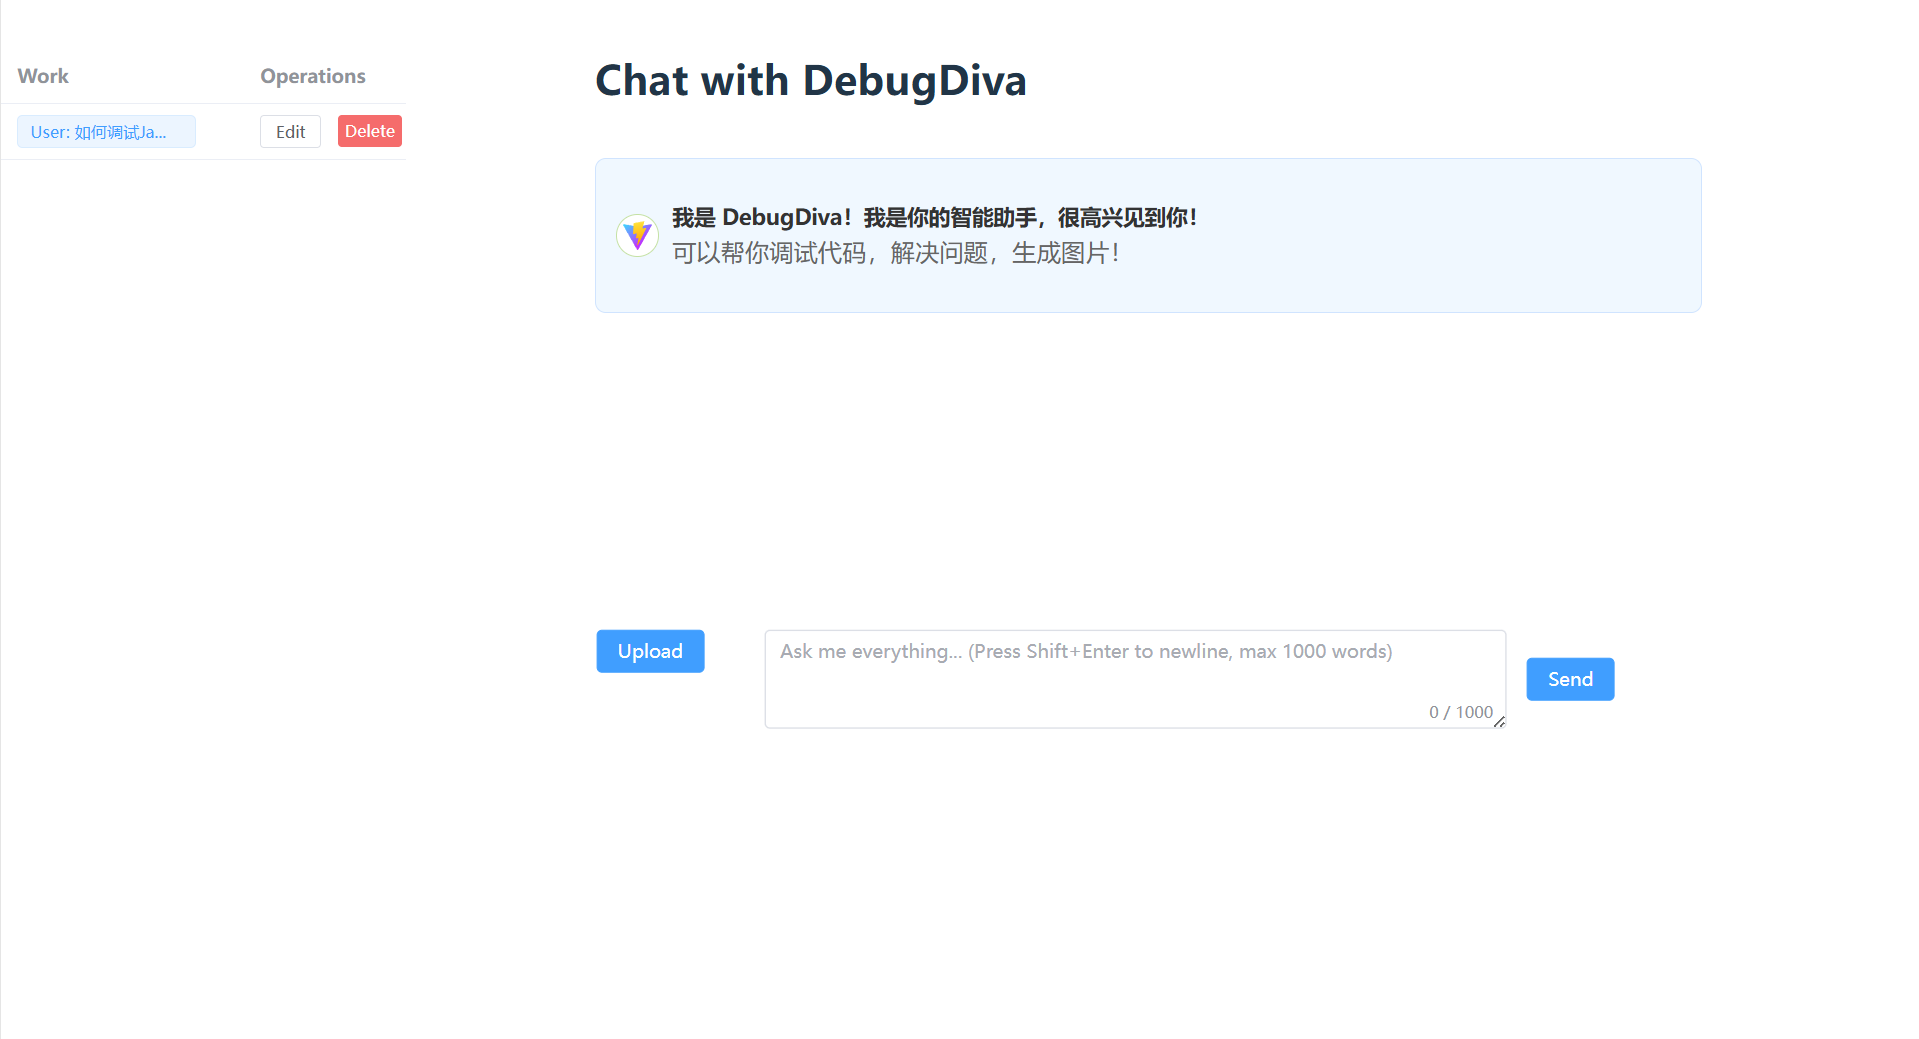 Work
Operations
User: 如何调试Ja...
Edit
Delete
Chat with DebugDiva
我是 DebugDiva！我是你的智能助手，很高兴见到你！
可以帮你调试代码，解决问题，生成图片！
Upload
Ask me everything... (Press Shift+Enter to newline, max 1000 words)
0 / 1000
Send